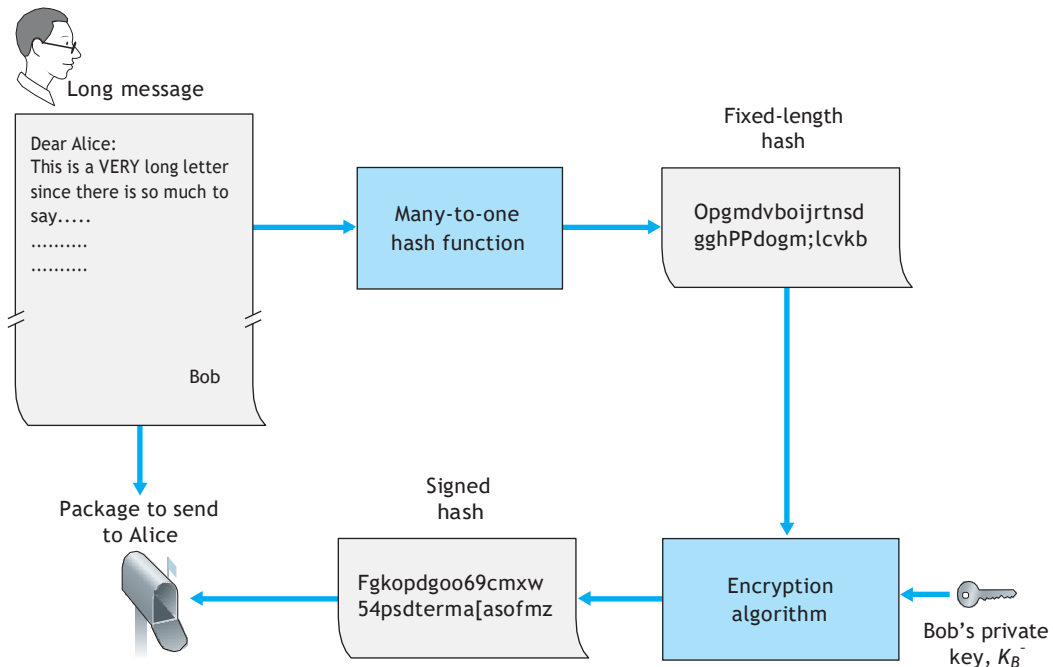 Long message
Dear Alice:
This is a VERY long letter
since there is so much to
say.....
..........
..........
Bob
Many-to-one
hash function
Fixed-length
hash
Opgmdvboijrtnsd
gghPPdogm;lcvkb
Package to send
to Alice
Signed
hash
Fgkopdgoo69cmxw
54psdterma[asofmz
Encryption
algorithm
Bob's private
key, K_B^-